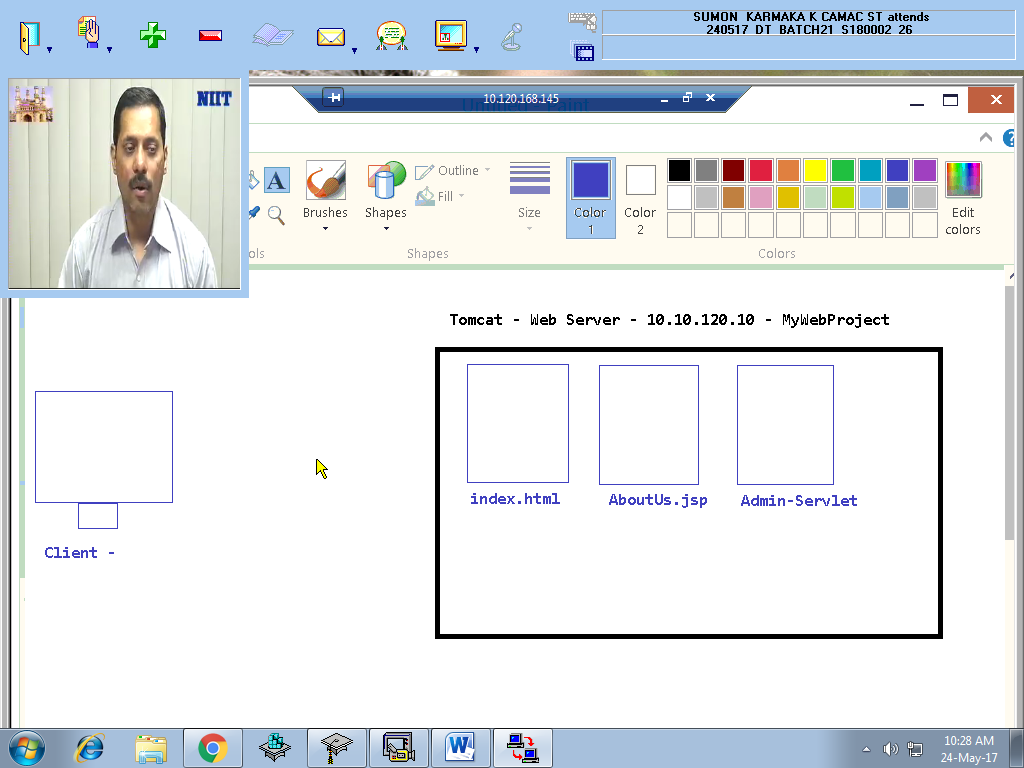 SUMON KARMAKA K CAMAC ST attends
240517 DT BATCH21 S180002 26
NIIT
10.120.168.145
A
Outline
Fill
Brushes
Shapes
Size
Color
1
Color
2
Edit
colors
ols
Shapes
Colors
Tomcat - Web Server - 10.10.120.10 - MyWebProject
index.html
AboutUs.jsp
Admin-Servlet
Client -
10:28 AM
24-May-17